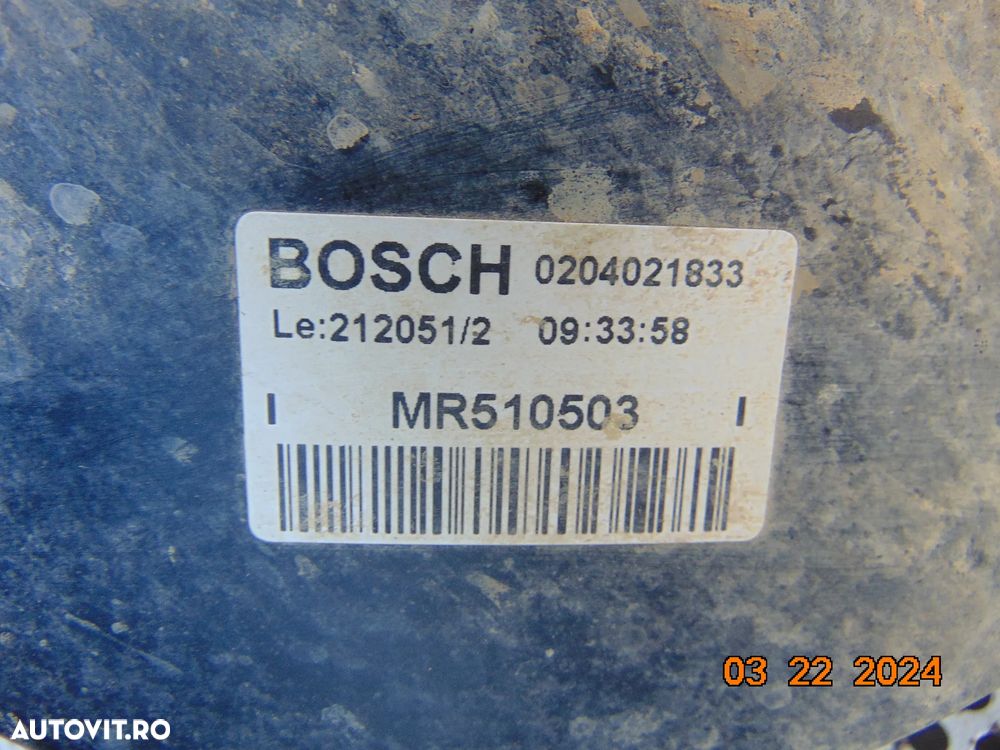 BOSCH 0204021833
Le:212051/2 09:33:58
I MR510503 I
03 22 2024
AUTOVIT.RO